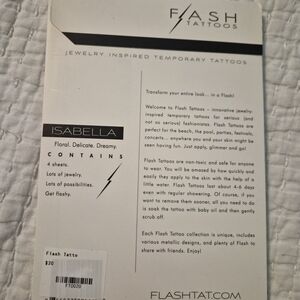 FLASH
TATTOOS
JEWELRY INSPIRED TEMPORARY TATTOOS
Transform your entire look... in a Flash!
Welcome to Flash Tattoos - innovative jewelry-
inspired temporary tattoos for serious (and
not so serious) fashionistas. Flash Tattoos are
perfect for the beach, the pool, parties, festivals,
concerts... anywhere you and your skin might be
seen having fun. Just apply, glimmer and go!
ISABELLA
Floral. Delicate. Dreamy.
CONTAINS
4 sheets.
Lots of jewelry.
Lots of possibilities.
Get flashy.
Flash Tattoos are non-toxic and safe for anyone
to wear. You will be amazed by how quickly and
easily they apply to the skin with the help of a
little water. Flash Tattoos last about 4-6 days
even with regular showering. Of course, if you
want to remove them sooner, all you need to do
is soak the tattoo with baby oil and then gently
scrub off.
Each Flash Tattoo collection is unique, includes
various metallic designs, and plenty of Flash to
share with friends. Enjoy!
Flash Tatto
$30
FLASHTAT.COM